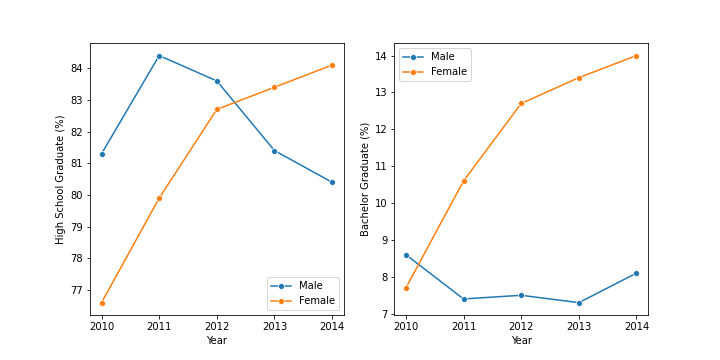 High School Graduate (%)
84
83
82
81
80
79
78
77
2010 2011 2012 2013 2014
Year
Male
Female
Bachelor Graduate (%)
14
13
12
11
10
9
8
7
2010 2011 2012 2013 2014
Year
Male
Female